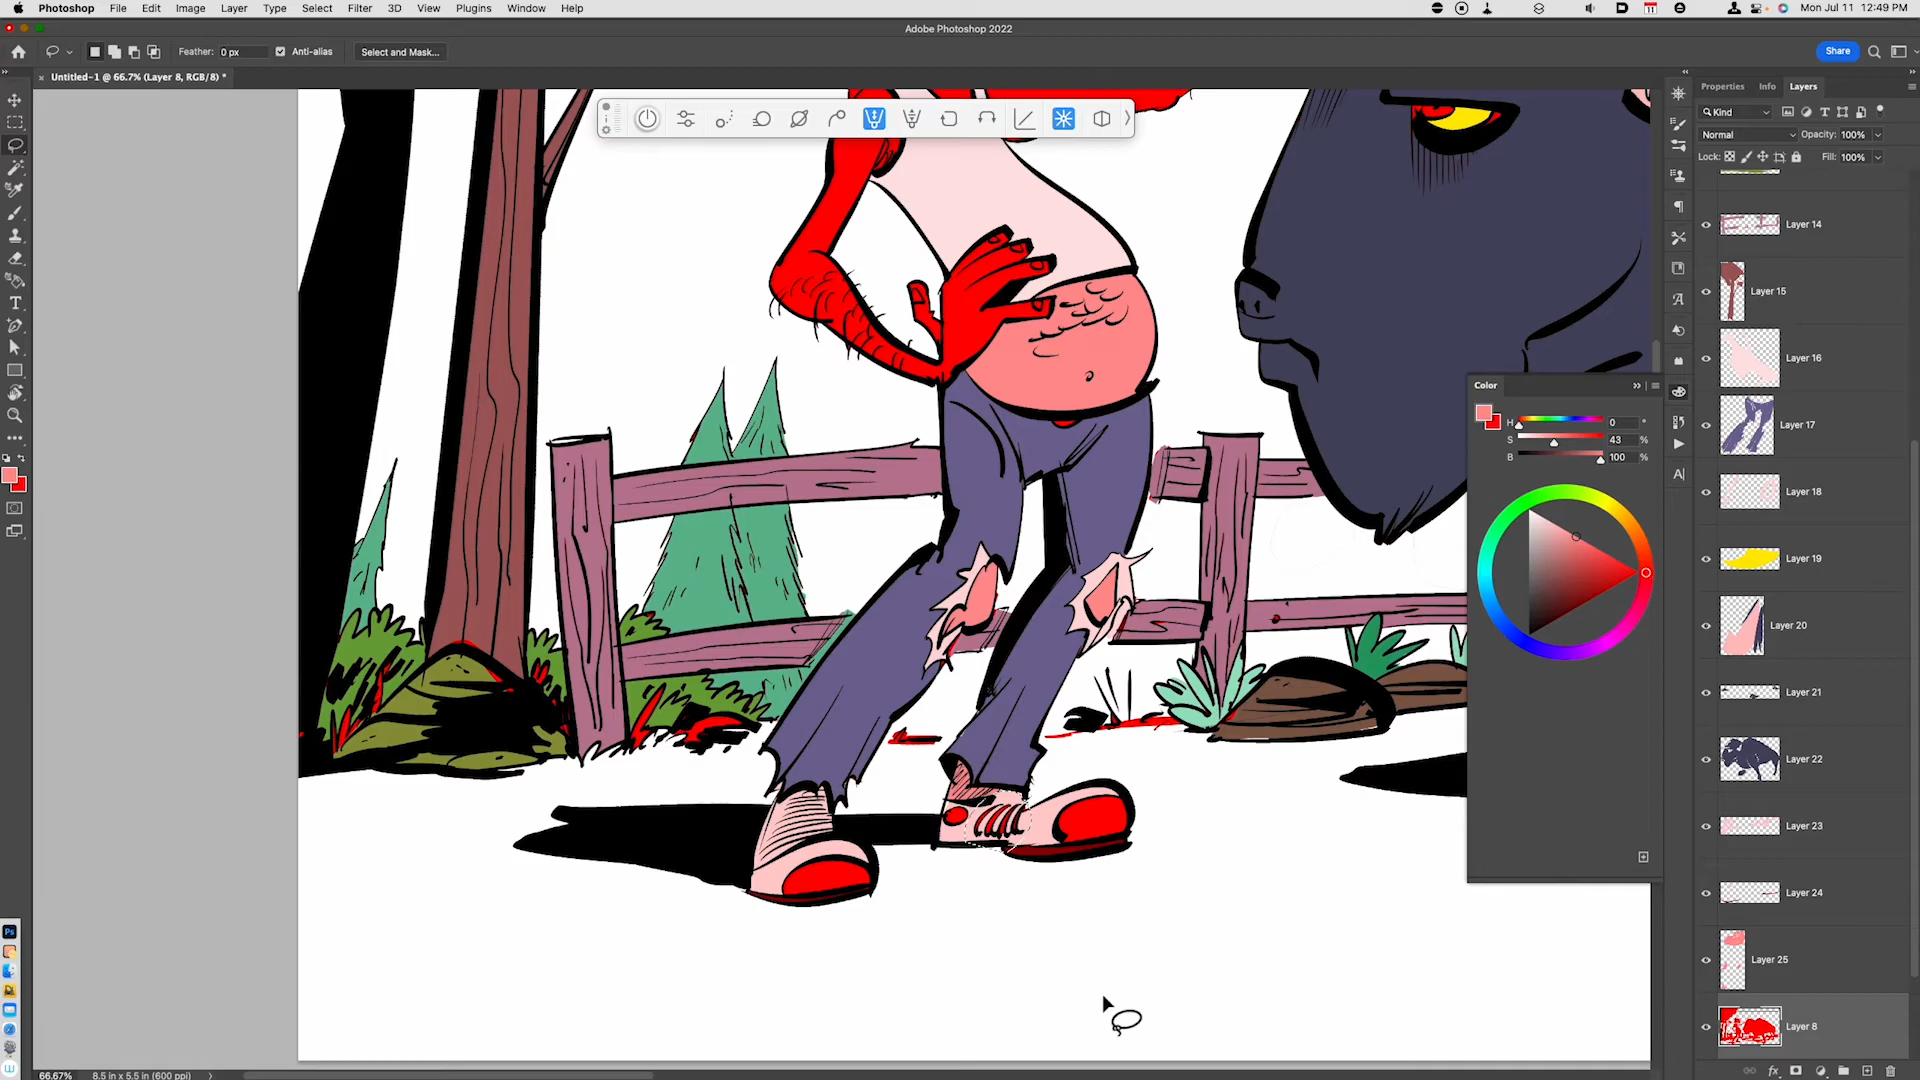 Photoshop File Edit Image Layer Type Select Filter 3D View Plugins Window Help
11 Mon Jul 11 12:49 PM
Adobe Photoshop 2022
Feather: 0 px Anti-alias Select and Mask... Share
Untitled-1 @ 66.7% (Layer 8, RGB/8) *
Properties Info Layers
Kind
Normal Opacity: 100%
Lock: Fill: 100%
Layer 14
Layer 15
Layer 16
Layer 17
Layer 18
Layer 19
Layer 20
Layer 21
Layer 22
Layer 23
Layer 24
Layer 25
Layer 8
Color
H 0 °
S 43 %
B 100 %
Ps
66.67% 8.5 in x 5.5 in (600 ppi)